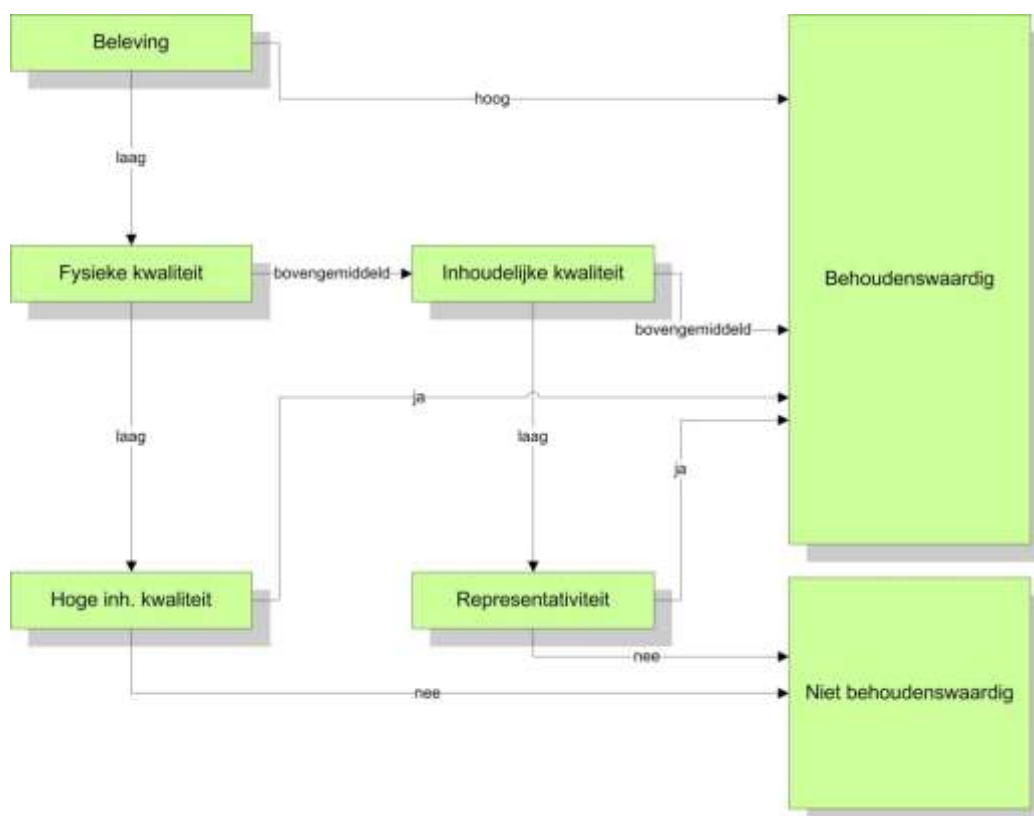 Beleving
hoog
laag
Fysieke kwaliteit
bovengemiddeld
Inhoudelijke kwaliteit
Behoudenswaardig
bovengemiddeld
ja
laag
laag
ja
Hoge inh. kwaliteit
Representativiteit
nee
nee
Niet behoudenswaardig